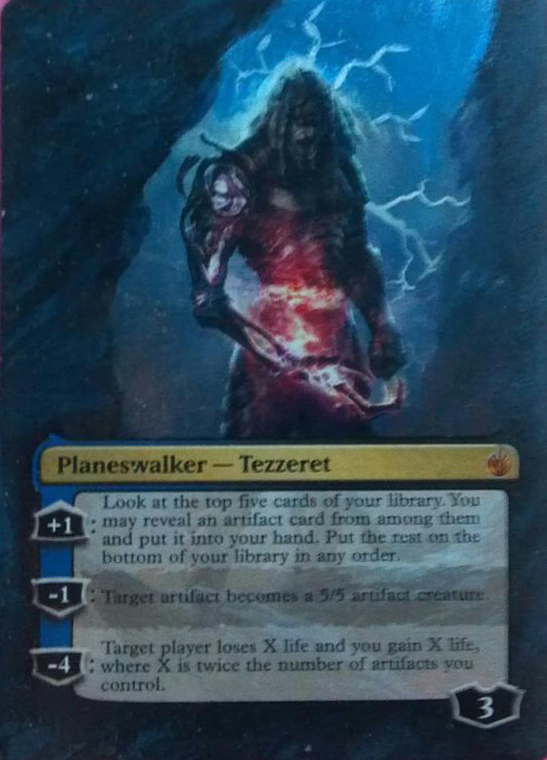 Planeswalker — Tezzeret
+1 : Look at the top five cards of your library. You
may reveal an artifact card from among them
and put it into your hand. Put the rest on the
bottom of your library in any order.
-1 : Target artifact becomes a 5/5 artifact creature.
-4 : Target player loses X life and you gain X life,
where X is twice the number of artifacts you
control.
3